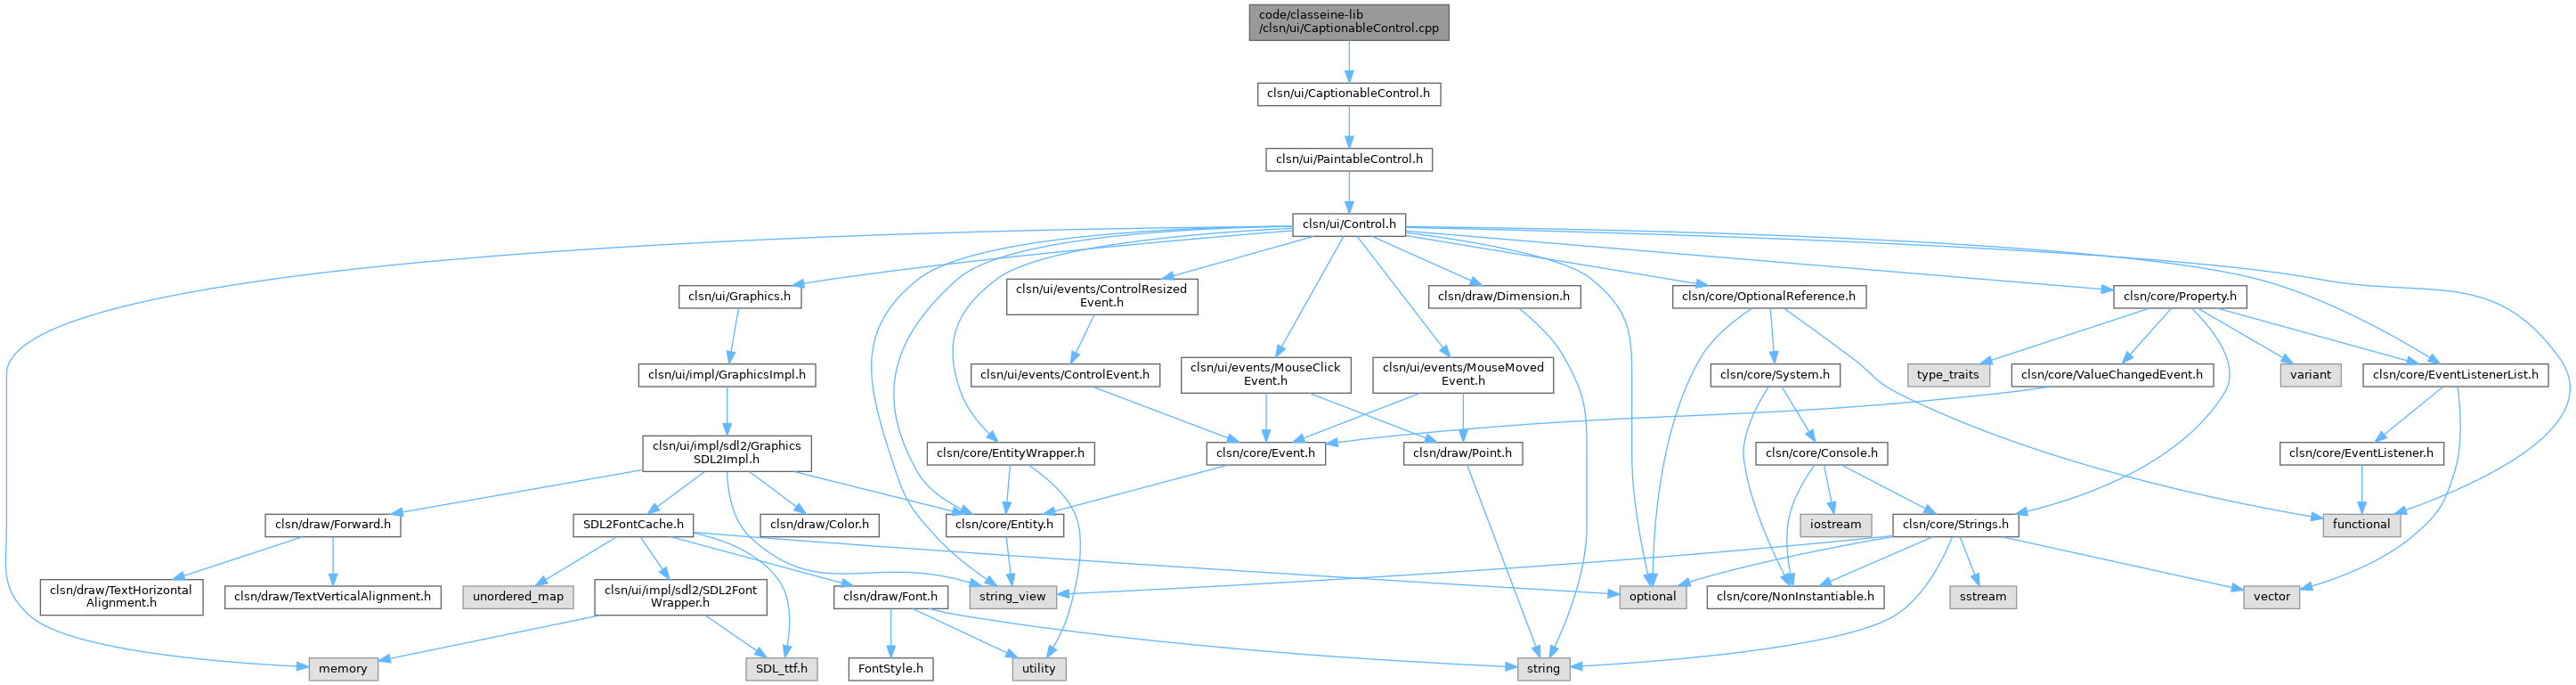 code/classeine-lib
/clsn/ui/CaptionableControl.cpp
clsn/ui/CaptionableControl.h
clsn/ui/PaintableControl.h
clsn/ui/Control.h
clsn/ui/Graphics.h
clsn/ui/events/ControlResized
Event.h
clsn/draw/Dimension.h
clsn/core/OptionalReference.h
clsn/core/Property.h
clsn/ui/impl/GraphicsImpl.h
clsn/ui/events/ControlEvent.h
clsn/ui/events/MouseClick
Event.h
clsn/ui/events/MouseMoved
Event.h
clsn/core/System.h
type_traits
clsn/core/ValueChangedEvent.h
variant
clsn/core/EventListenerList.h
clsn/ui/impl/sdl2/Graphics
SDL2Impl.h
clsn/core/EntityWrapper.h
clsn/core/Event.h
clsn/draw/Point.h
clsn/core/Console.h
clsn/core/EventListener.h
clsn/draw/Forward.h
SDL2FontCache.h
clsn/draw/Color.h
clsn/core/Entity.h
iostream
clsn/core/Strings.h
functional
clsn/draw/TextHorizontal
Alignment.h
clsn/draw/TextVerticalAlignment.h
unordered_map
clsn/ui/impl/sdl2/SDL2Font
Wrapper.h
clsn/draw/Font.h
string_view
optional
clsn/core/NonInstantiable.h
sstream
vector
memory
SDL_ttf.h
FontStyle.h
utility
string